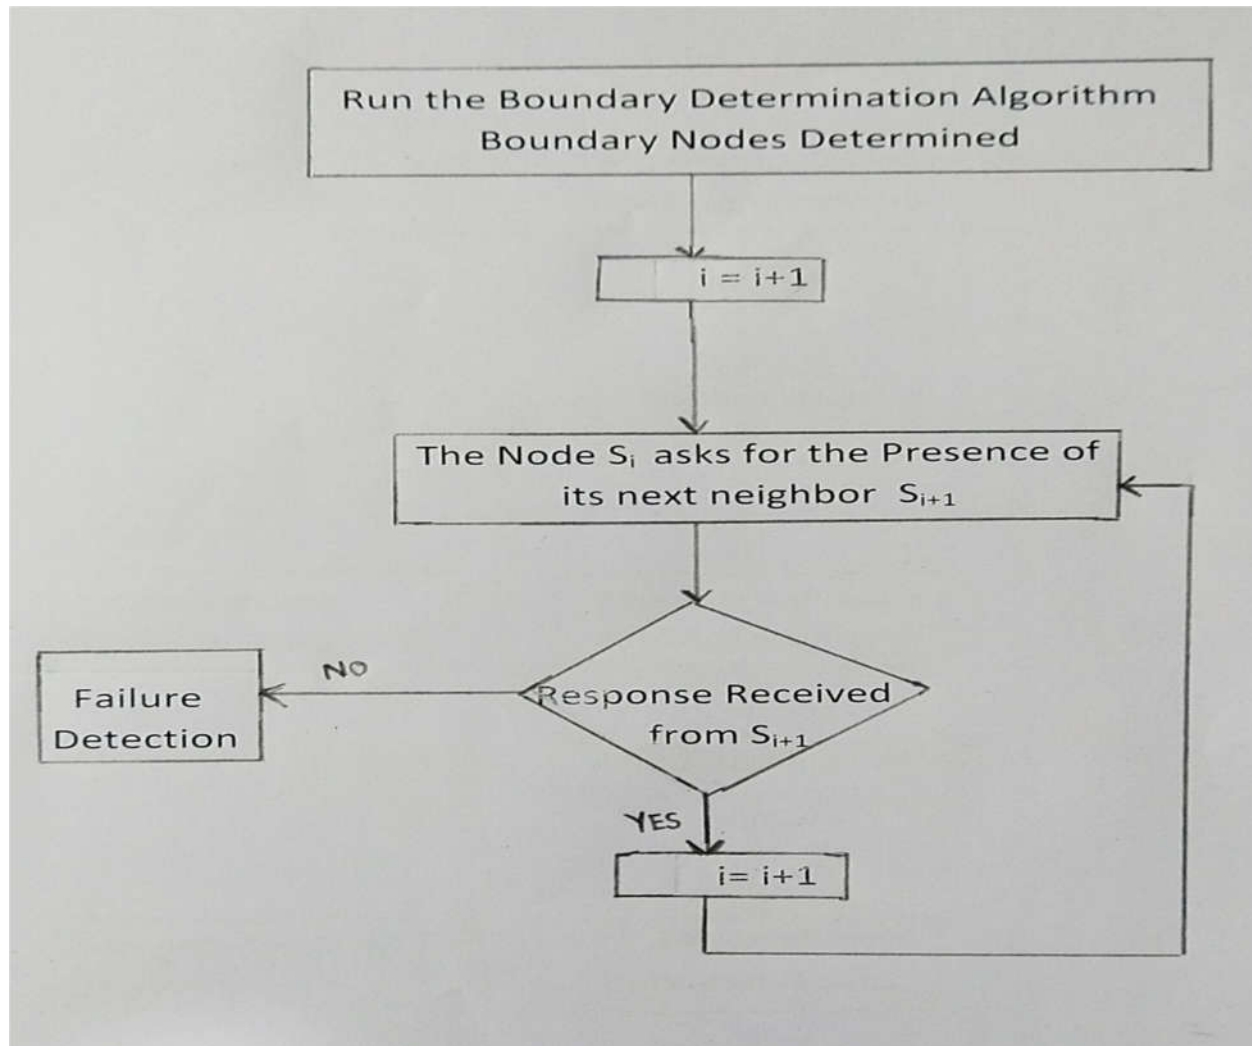 Run the Boundary Determination Algorithm
Boundary Nodes Determined
i = i+1
The Node Sᵢ asks for the Presence of
its next neighbor Sᵢ₊₁
NO
Failure
Detection
Response Received
from Sᵢ₊₁
YES
i= i+1